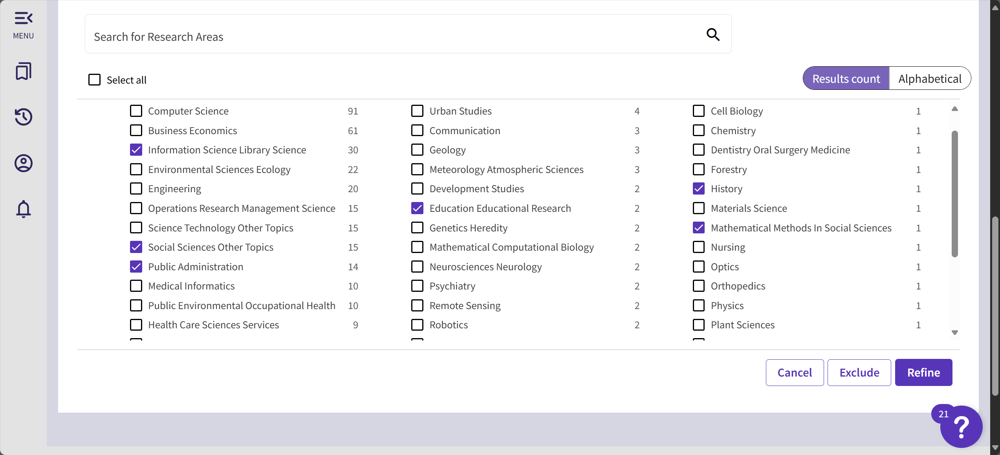 MENU
Search for Research Areas
Select all
Results count
Alphabetical
Computer Science 91
Business Economics 61
Information Science Library Science 30
Environmental Sciences Ecology 22
Engineering 20
Operations Research Management Science 15
Science Technology Other Topics 15
Social Sciences Other Topics 15
Public Administration 14
Medical Informatics 10
Public Environmental Occupational Health 10
Health Care Sciences Services 9
Urban Studies 4
Communication 3
Geology 3
Meteorology Atmospheric Sciences 3
Development Studies 2
Education Educational Research 2
Genetics Heredity 2
Mathematical Computational Biology 2
Neurosciences Neurology 2
Psychiatry 2
Remote Sensing 2
Robotics 2
Cell Biology 1
Chemistry 1
Dentistry Oral Surgery Medicine 1
Forestry 1
History 1
Materials Science 1
Mathematical Methods In Social Sciences 1
Nursing 1
Optics 1
Orthopedics 1
Physics 1
Plant Sciences 1
Cancel
Exclude
Refine
21
?